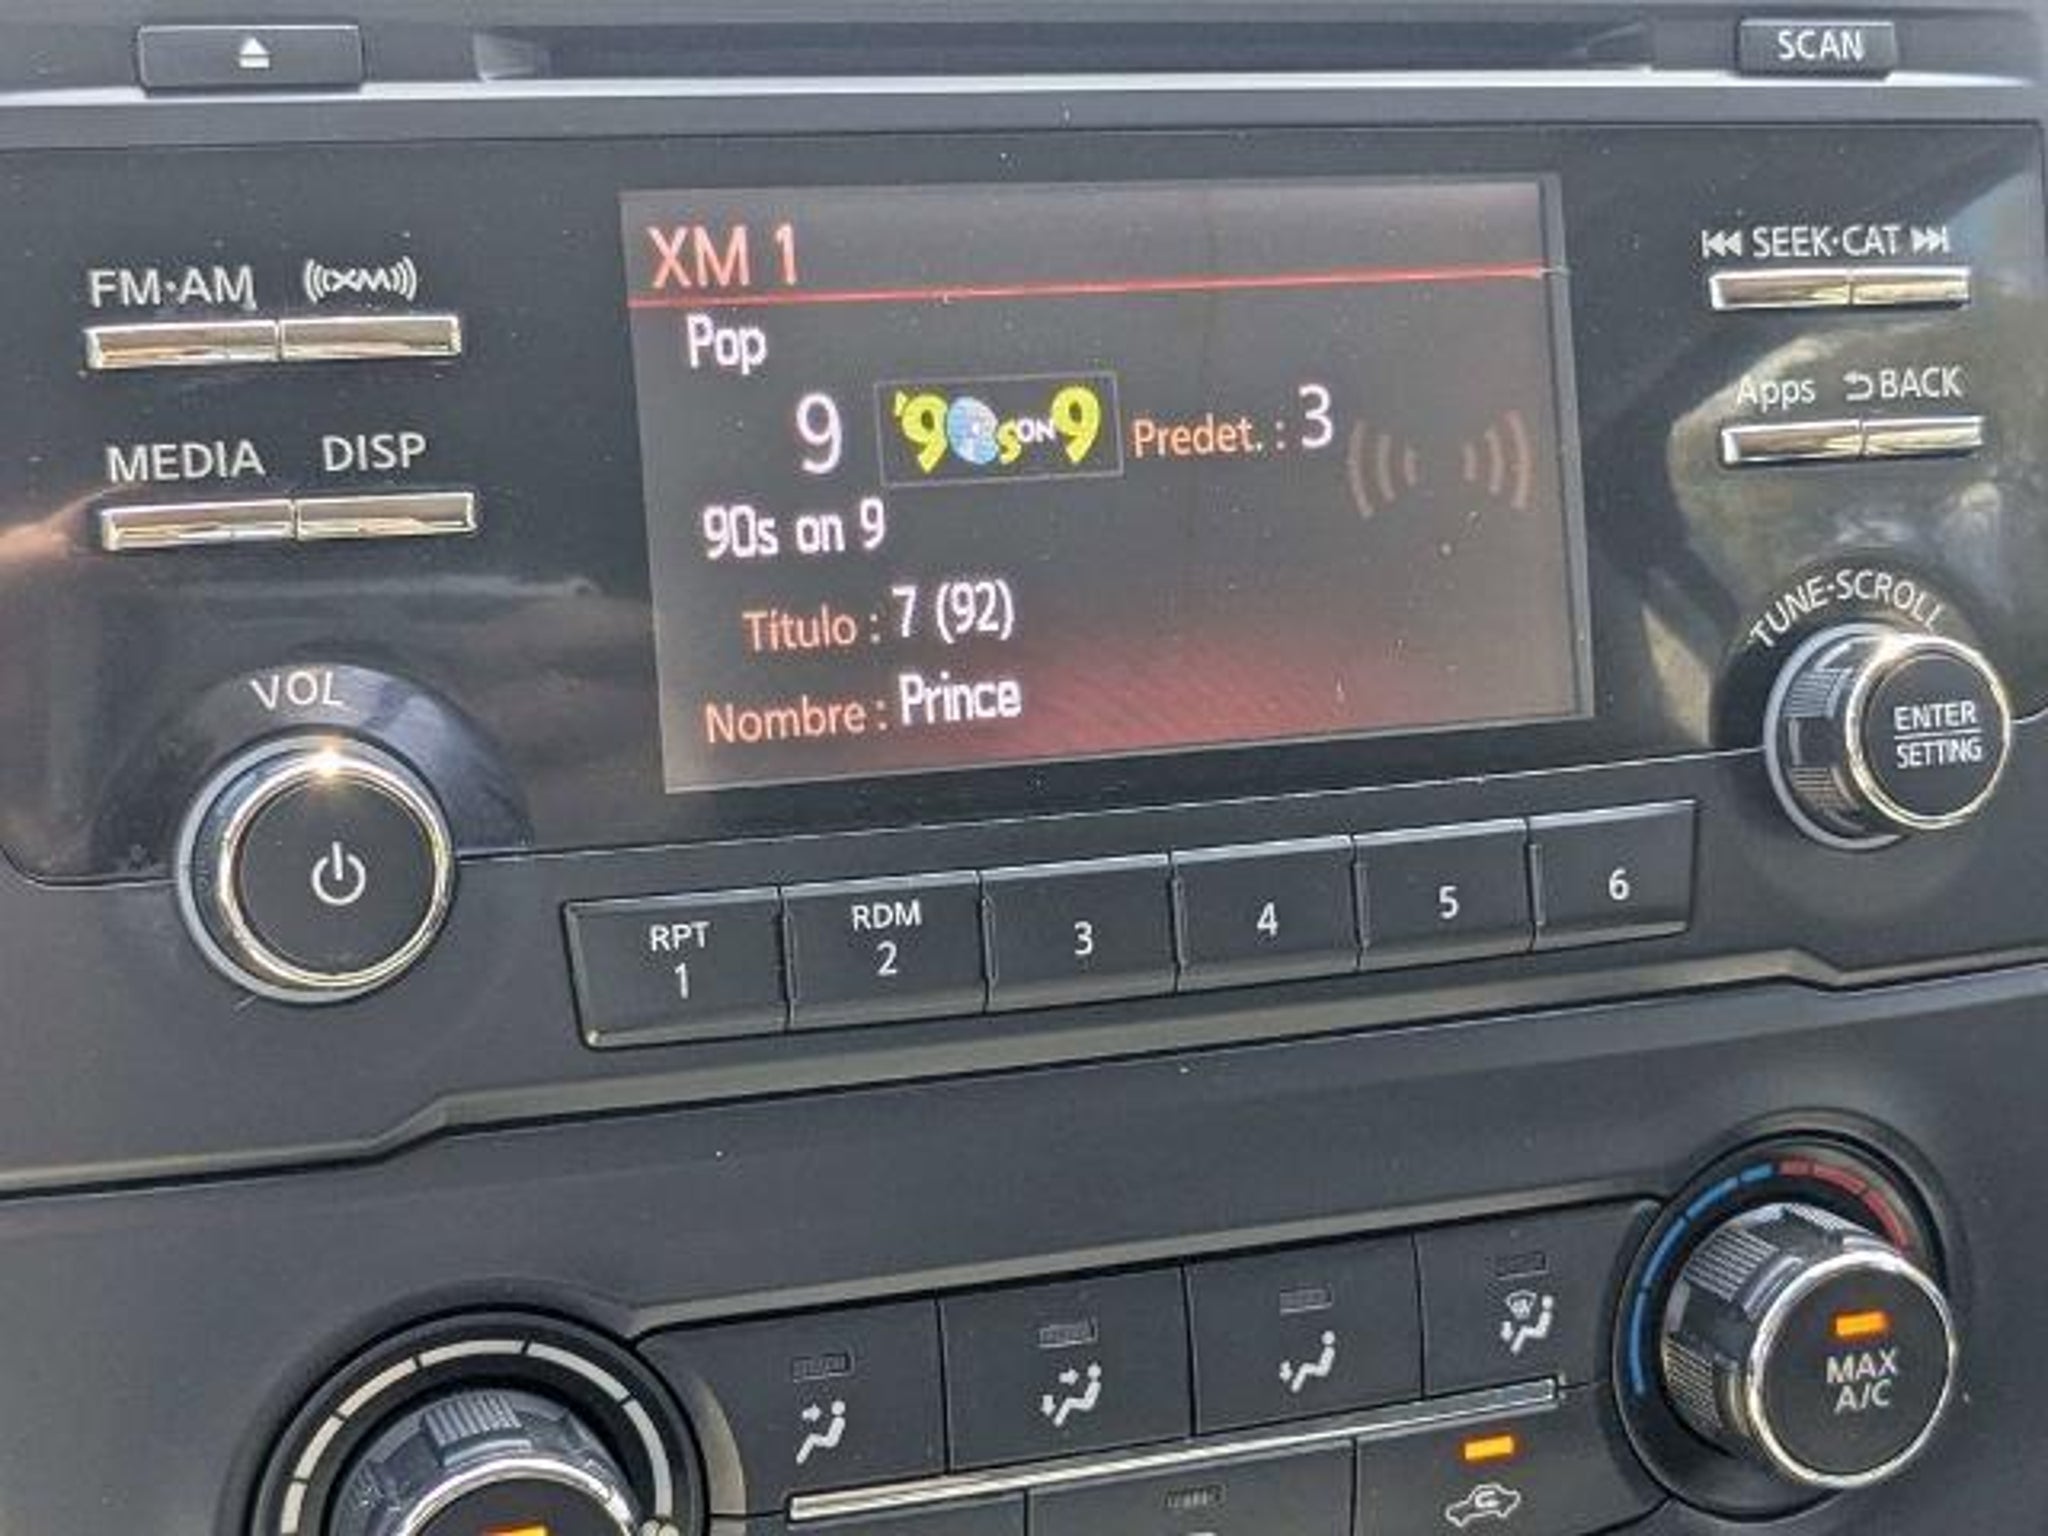 SCAN
FM·AM
((XM))
SEEK·CAT
MEDIA
DISP
Apps
BACK
XM 1
Pop
9
'90s ON 9
Predet. : 3
90s on 9
Título : 7 (92)
Nombre : Prince
VOL
TUNE·SCROLL
ENTER
SETTING
RPT
1
RDM
2
3
4
5
6
MAX
A/C